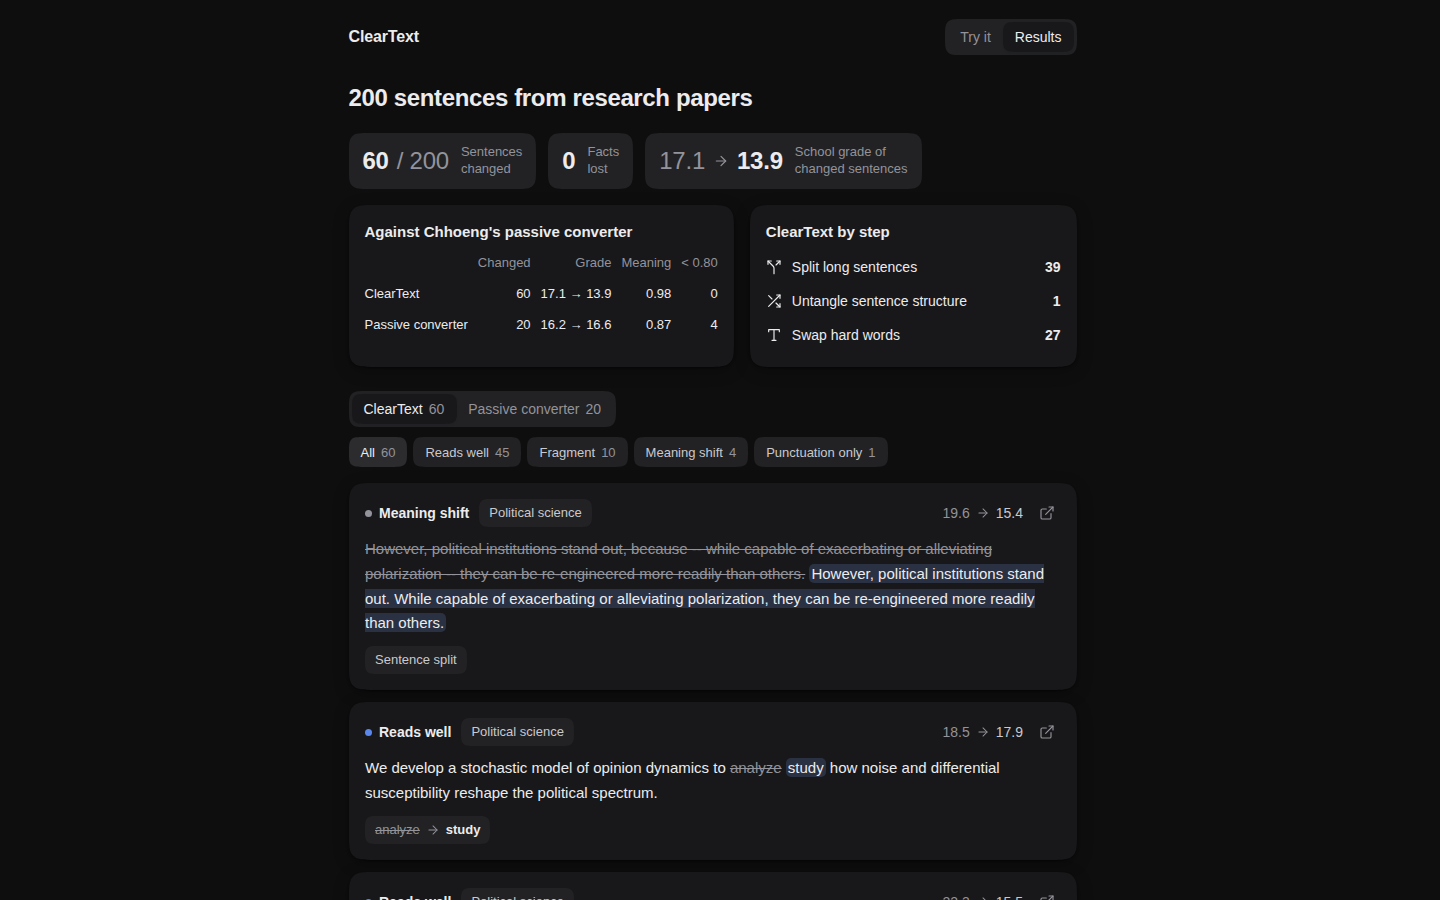 ClearText
Try it Results
200 sentences from research papers
60 / 200 Sentences changed
0 Facts lost
17.1 → 13.9 School grade of changed sentences
Against Chhoeng's passive converter
Changed Grade Meaning < 0.80
ClearText 60 17.1 → 13.9 0.98 0
Passive converter 20 16.2 → 16.6 0.87 4
ClearText by step
Split long sentences 39
Untangle sentence structure 1
Swap hard words 27
ClearText 60 Passive converter 20
All 60 Reads well 45 Fragment 10 Meaning shift 4 Punctuation only 1
Meaning shift Political science 19.6 → 15.4
However, political institutions stand out, because – while capable of exacerbating or alleviating
polarization – they can be re-engineered more readily than others. However, political institutions stand
out. While capable of exacerbating or alleviating polarization, they can be re-engineered more readily
than others.
Sentence split
Reads well Political science 18.5 → 17.9
We develop a stochastic model of opinion dynamics to analyze study how noise and differential
susceptibility reshape the political spectrum.
analyze → study
Reads well Political science